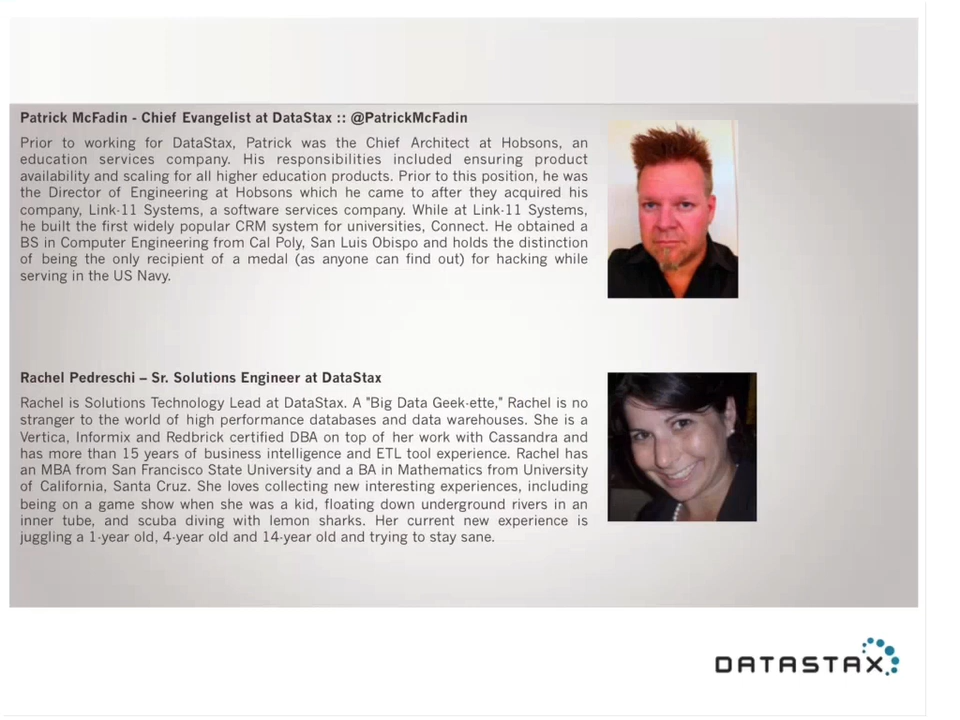 Patrick McFadin - Chief Evangelist at DataStax :: @PatrickMcFadin
Prior to working for DataStax, Patrick was the Chief Architect at Hobsons, an
education services company. His responsibilities included ensuring product
availability and scaling for all higher education products. Prior to this position, he was
the Director of Engineering at Hobsons which he came to after they acquired his
company, Link-11 Systems, a software services company. While at Link-11 Systems,
he built the first widely popular CRM system for universities, Connect. He obtained a
BS in Computer Engineering from Cal Poly, San Luis Obispo and holds the distinction
of being the only recipient of a medal (as anyone can find out) for hacking while
serving in the US Navy.
Rachel Pedreschi – Sr. Solutions Engineer at DataStax
Rachel is Solutions Technology Lead at DataStax. A "Big Data Geek-ette," Rachel is no
stranger to the world of high performance databases and data warehouses. She is a
Vertica, Informix and Redbrick certified DBA on top of her work with Cassandra and
has more than 15 years of business intelligence and ETL tool experience. Rachel has
an MBA from San Francisco State University and a BA in Mathematics from University
of California, Santa Cruz. She loves collecting new interesting experiences, including
being on a game show when she was a kid, floating down underground rivers in an
inner tube, and scuba diving with lemon sharks. Her current new experience is
juggling a 1-year old, 4-year old and 14-year old and trying to stay sane.
DATASTAX